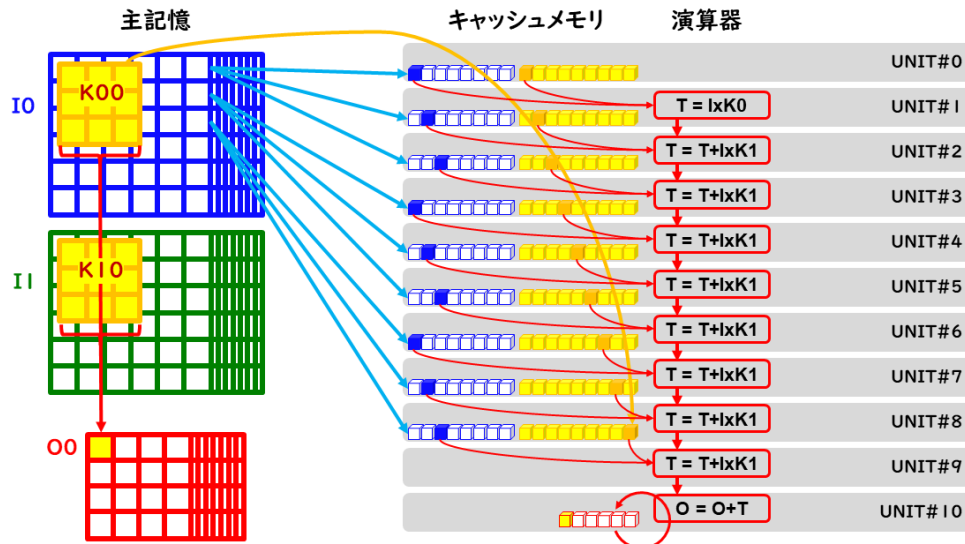 主記憶 キャッシュメモリ 演算器
UNIT#0
K00
I0
T = IxK0 UNIT#1
T = T+IxK1 UNIT#2
T = T+IxK1 UNIT#3
T = T+IxK1 UNIT#4
K10
I1
T = T+IxK1 UNIT#5
T = T+IxK1 UNIT#6
T = T+IxK1 UNIT#7
T = T+IxK1 UNIT#8
O0
T = T+IxK1 UNIT#9
O = O+T UNIT#10